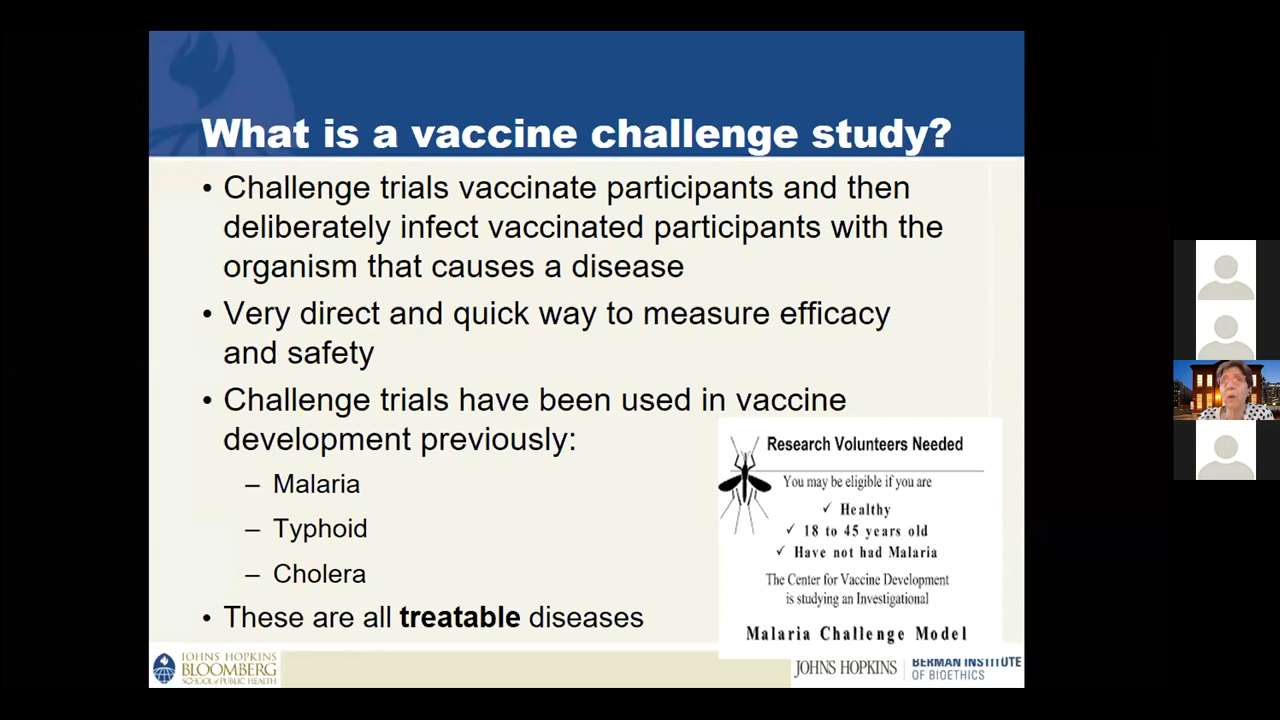 What is a vaccine challenge study?
• Challenge trials vaccinate participants and then
deliberately infect vaccinated participants with the
organism that causes a disease
• Very direct and quick way to measure efficacy
and safety
• Challenge trials have been used in vaccine
development previously:
– Malaria
– Typhoid
– Cholera
• These are all treatable diseases
Research Volunteers Needed
You may be eligible if you are
✓ Healthy
✓ 18 to 45 years old
✓ Have not had Malaria
The Center for Vaccine Development
is studying an Investigational
Malaria Challenge Model
JOHNS HOPKINS
BLOOMBERG
SCHOOL of PUBLIC HEALTH
JOHNS HOPKINS
BERMAN INSTITUTE
OF BIOETHICS